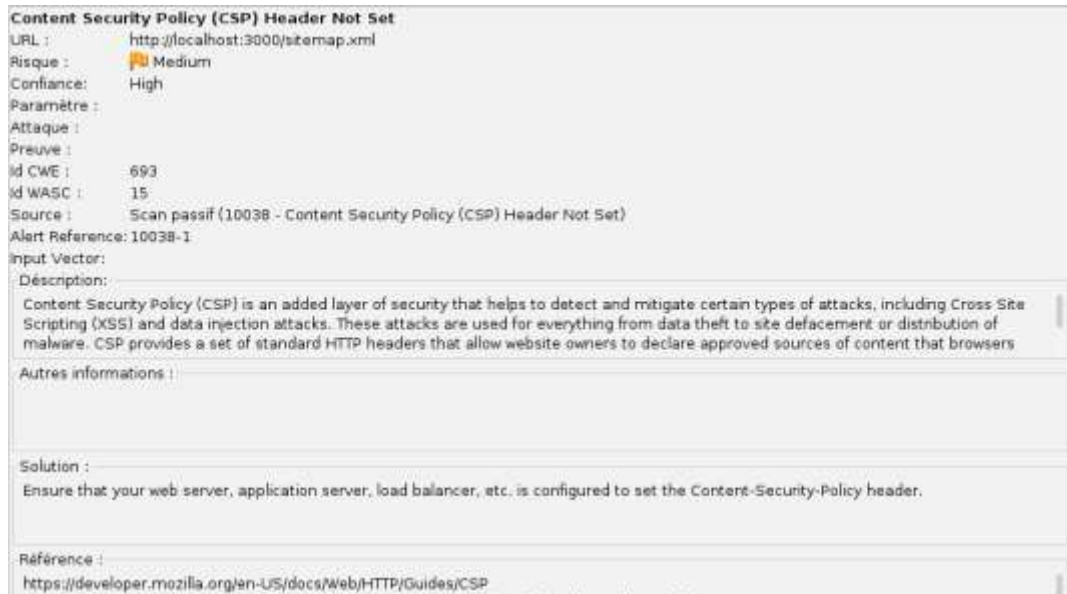 Content Security Policy (CSP) Header Not Set
URL : http://localhost:3000/sitemap.xml
Risque : Medium
Confiance: High
Paramètre :
Attaque :
Preuve :
Id CWE : 693
Id WASC : 15
Source : Scan passif (10038 - Content Security Policy (CSP) Header Not Set)
Alert Reference: 10038-1
Input Vector:
Déscription:
Content Security Policy (CSP) is an added layer of security that helps to detect and mitigate certain types of attacks, including Cross Site
Scripting (XSS) and data injection attacks. These attacks are used for everything from data theft to site defacement or distribution of
malware. CSP provides a set of standard HTTP headers that allow website owners to declare approved sources of content that browsers
Autres informations :
Solution :
Ensure that your web server, application server, load balancer, etc. is configured to set the Content-Security-Policy header.
Référence :
https://developer.mozilla.org/en-US/docs/Web/HTTP/Guides/CSP